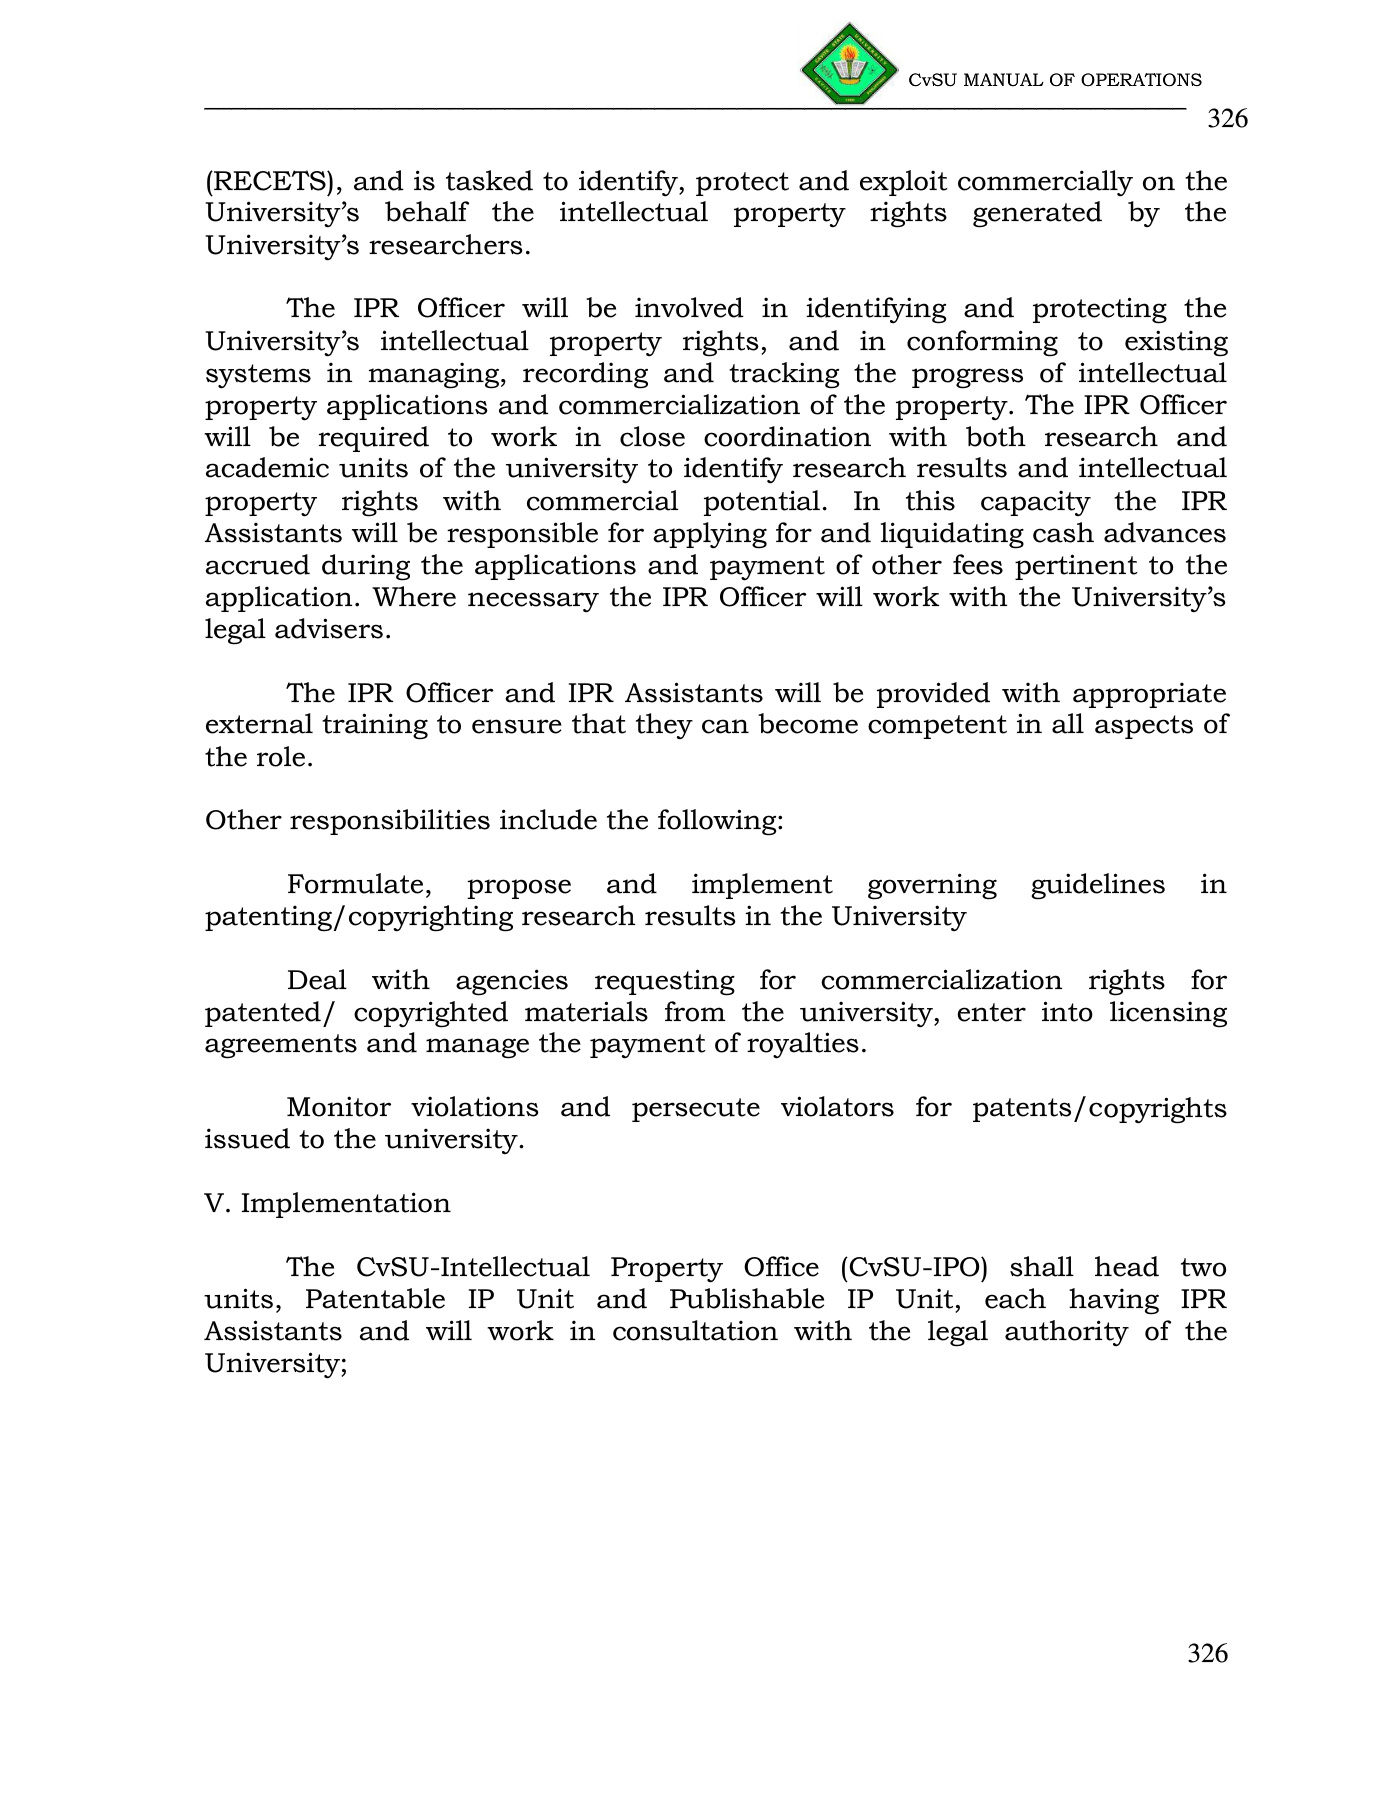 CvSU MANUAL OF OPERATIONS
326
(RECETS), and is tasked to identify, protect and exploit commercially on the
University’s behalf the intellectual property rights generated by the
University’s researchers.
The IPR Officer will be involved in identifying and protecting the
University’s intellectual property rights, and in conforming to existing
systems in managing, recording and tracking the progress of intellectual
property applications and commercialization of the property. The IPR Officer
will be required to work in close coordination with both research and
academic units of the university to identify research results and intellectual
property rights with commercial potential. In this capacity the IPR
Assistants will be responsible for applying for and liquidating cash advances
accrued during the applications and payment of other fees pertinent to the
application. Where necessary the IPR Officer will work with the University’s
legal advisers.
The IPR Officer and IPR Assistants will be provided with appropriate
external training to ensure that they can become competent in all aspects of
the role.
Other responsibilities include the following:
Formulate, propose and implement governing guidelines in
patenting/copyrighting research results in the University
Deal with agencies requesting for commercialization rights for
patented/ copyrighted materials from the university, enter into licensing
agreements and manage the payment of royalties.
Monitor violations and persecute violators for patents/copyrights
issued to the university.
V. Implementation
The CvSU-Intellectual Property Office (CvSU-IPO) shall head two
units, Patentable IP Unit and Publishable IP Unit, each having IPR
Assistants and will work in consultation with the legal authority of the
University;
326